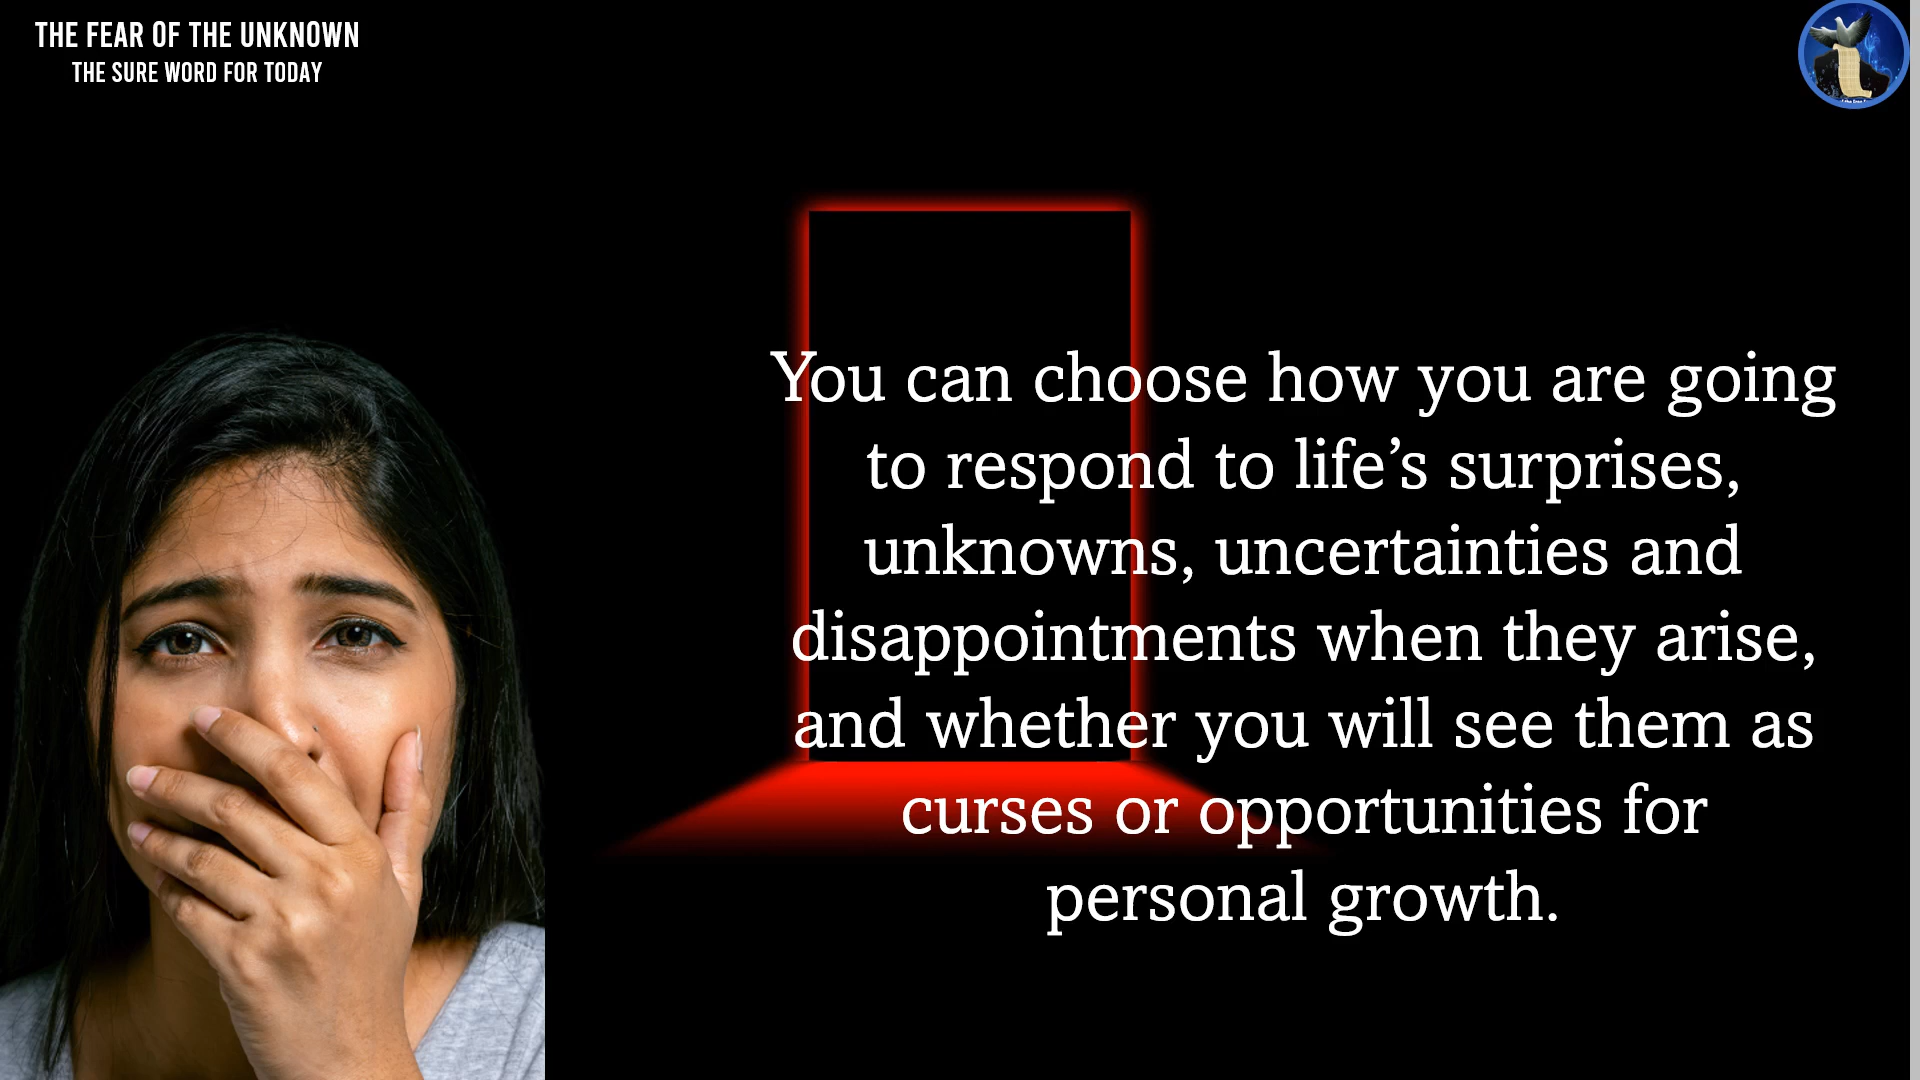 THE FEAR OF THE UNKNOWN
THE SURE WORD FOR TODAY
You can choose how you are going
to respond to life’s surprises,
unknowns, uncertainties and
disappointments when they arise,
and whether you will see them as
curses or opportunities for
personal growth.